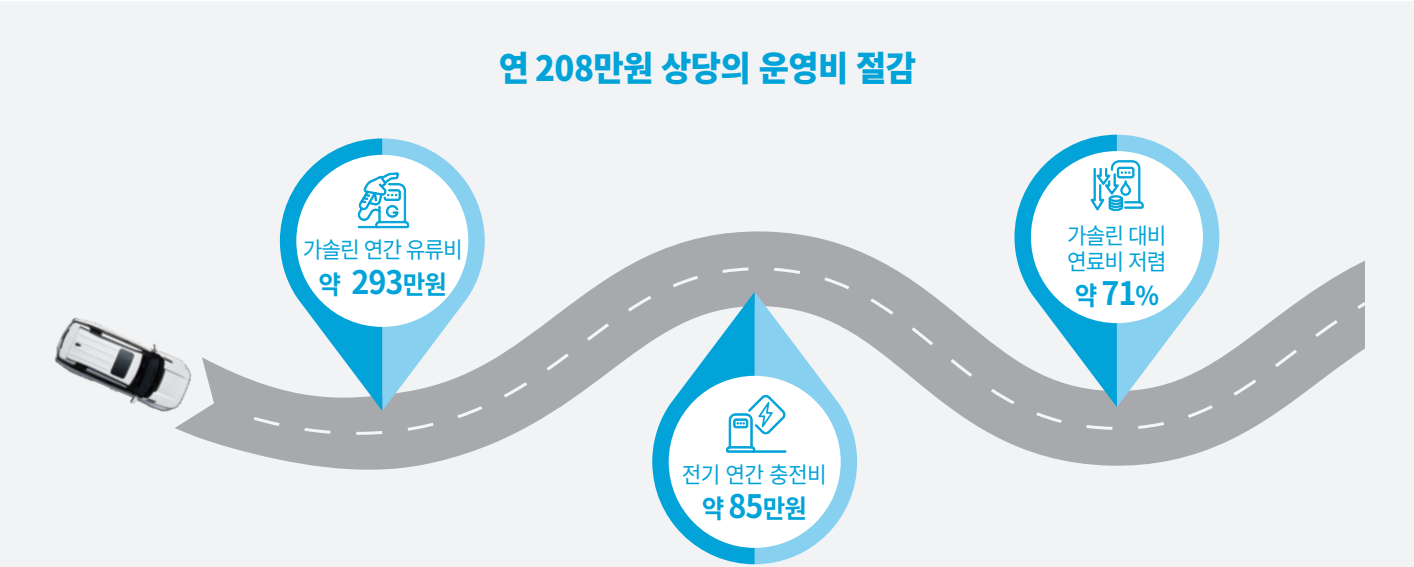 연 208만원 상당의 운영비 절감
가솔린 연간 유류비
약 293만원
전기 연간 충전비
약 85만원
가솔린 대비
연료비 저렴
약 71%